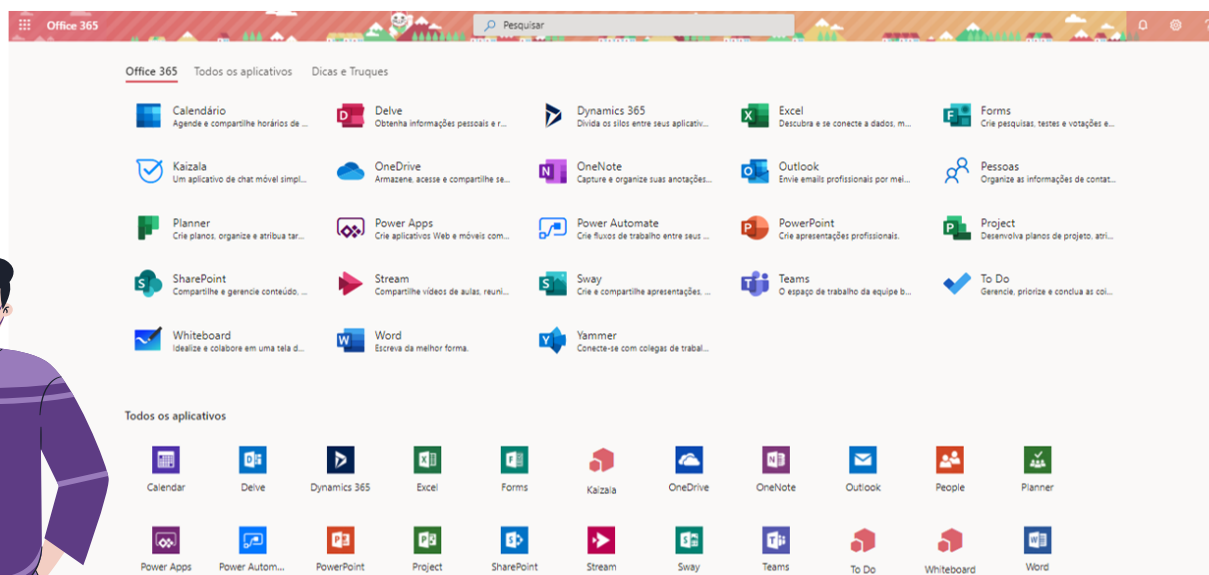 Office 365
Pesquisar
Office 365 Todos os aplicativos Dicas e Truques
Calendário
Agende e compartilhe horários de ...
Delve
Obtenha informações pessoais e r...
Dynamics 365
Divida os silos entre seus aplicativ...
Excel
Descubra e se conecte a dados, m...
Forms
Crie pesquisas, testes e votações e...
Kaizala
Um aplicativo de chat móvel simpl...
OneDrive
Armazene, acesse e compartilhe se...
OneNote
Capture e organize suas anotações...
Outlook
Envie emails profissionais por mei...
Pessoas
Organize as informações de contat...
Planner
Crie planos, organize e atribua tar...
Power Apps
Crie aplicativos Web e móveis com...
Power Automate
Crie fluxos de trabalho entre seus ...
PowerPoint
Crie apresentações profissionais.
Project
Desenvolva planos de projeto, atri...
SharePoint
Compartilhe e gerencie conteúdo, ...
Stream
Compartilhe vídeos de aulas, reuni...
Sway
Crie e compartilhe apresentações, ...
Teams
O espaço de trabalho da equipe b...
To Do
Gerencie, priorize e conclua as coi...
Whiteboard
Idealize e colabore em uma tela d...
Word
Escreva da melhor forma.
Yammer
Conecte-se com colegas de trabal...
Todos os aplicativos
Calendar Delve Dynamics 365 Excel Forms Kaizala OneDrive OneNote Outlook People Planner
Power Apps Power Autom... PowerPoint Project SharePoint Stream Sway Teams To Do Whiteboard Word